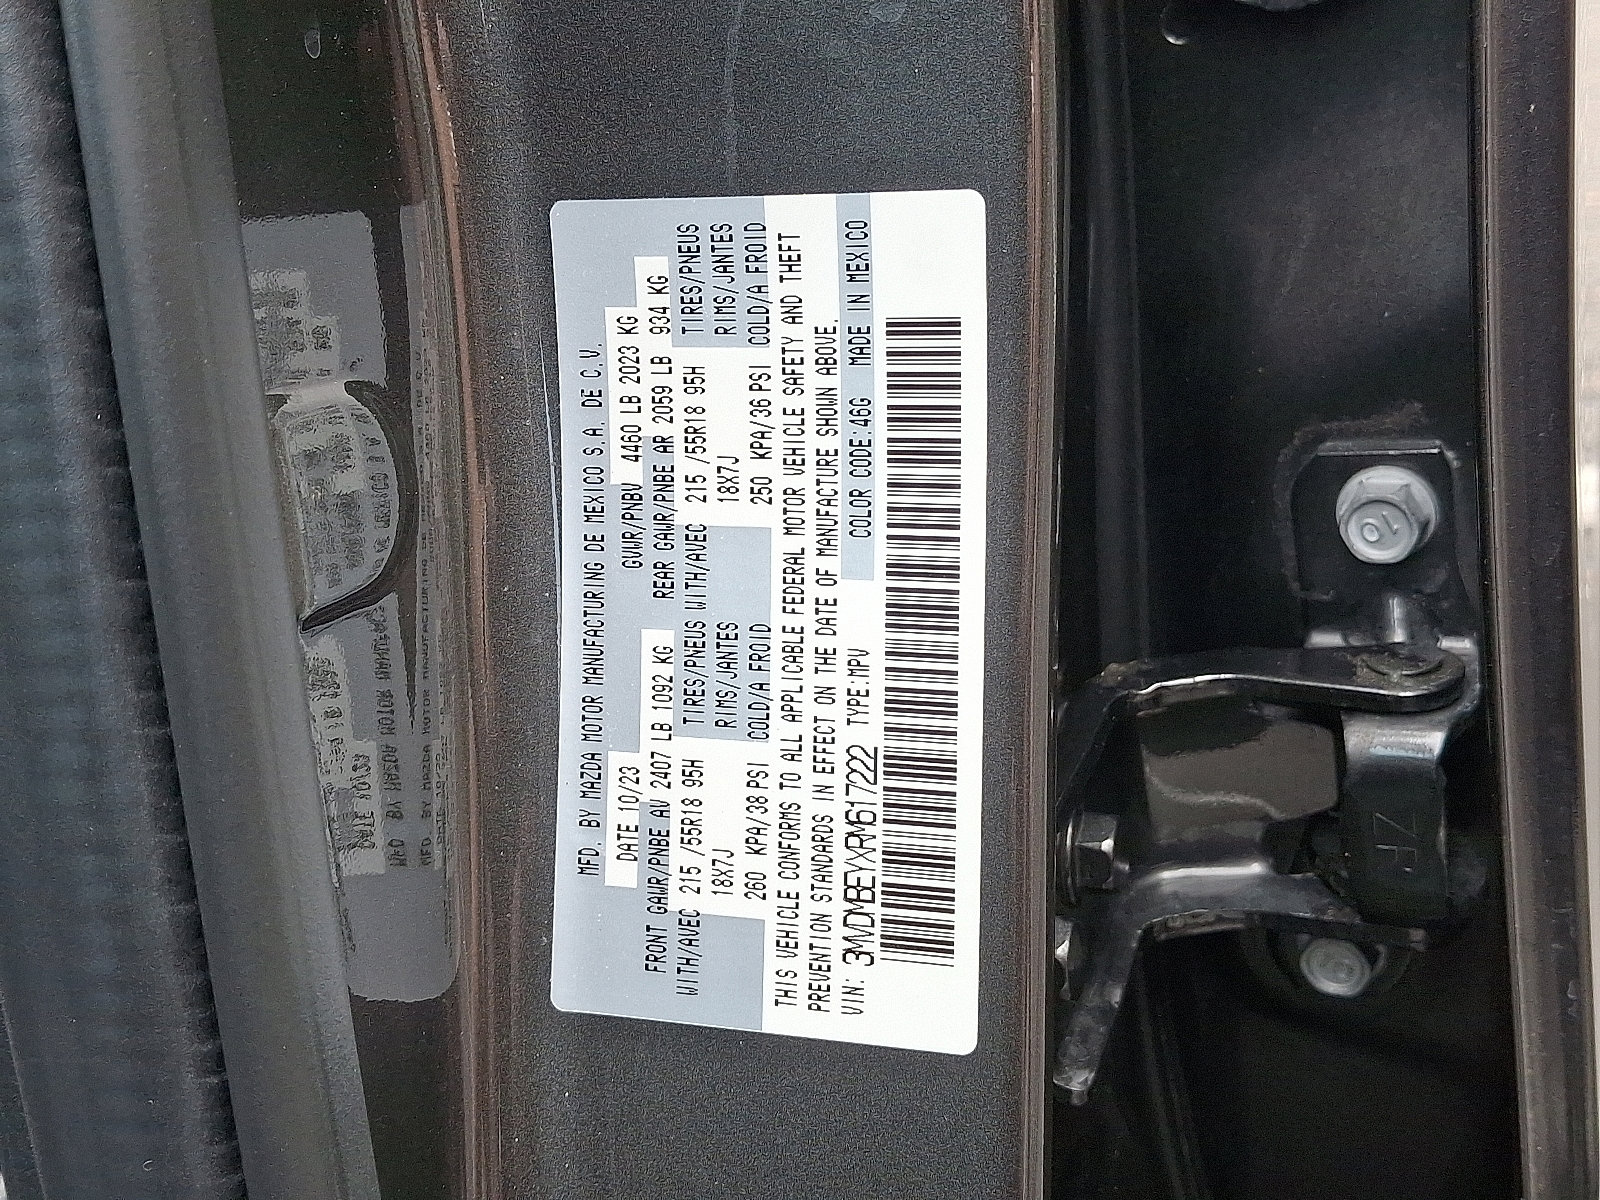 MFD. BY MAZDA MOTOR MANUFACTURING DE MEXICO S.A. DE C.V.
DATE 10/23 GVWR/PNBV 4460 LB 2023 KG
FRONT GAWR/PNBE AV 2407 LB 1092 KG REAR GAWR/PNBE AR 2059 LB 934 KG
WITH/AVEC 215 /55R18 95H TIRES/PNEUS WITH/AVEC 215 /55R18 95H TIRES/PNEUS
18X7J RIMS/JANTES 18X7J RIMS/JANTES
260 KPA/38 PSI COLD/A FROID 250 KPA/36 PSI COLD/A FROID
THIS VEHICLE CONFORMS TO ALL APPLICABLE FEDERAL MOTOR VEHICLE SAFETY AND THEFT
PREVENTION STANDARDS IN EFFECT ON THE DATE OF MANUFACTURE SHOWN ABOVE.
VIN: 3MVDMBEYXRM617222 TYPE:MPV COLOR CODE:46G MADE IN MEXICO